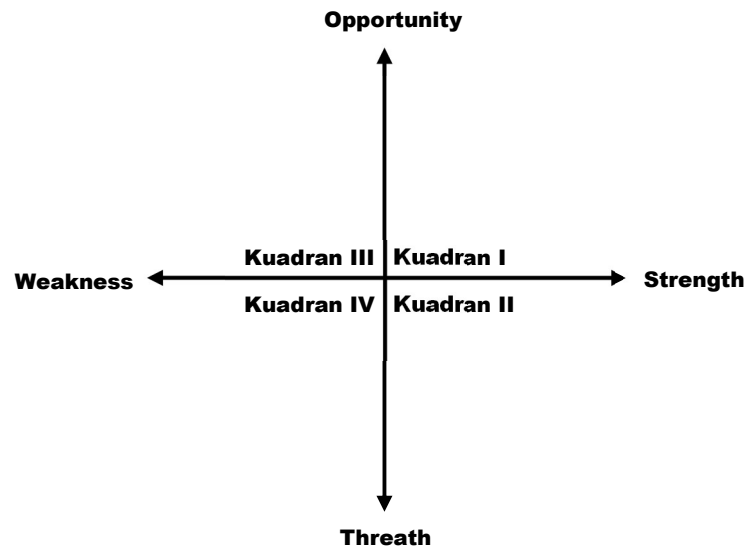 Opportunity
Kuadran III
Kuadran I
Weakness
Strength
Kuadran IV
Kuadran II
Threath